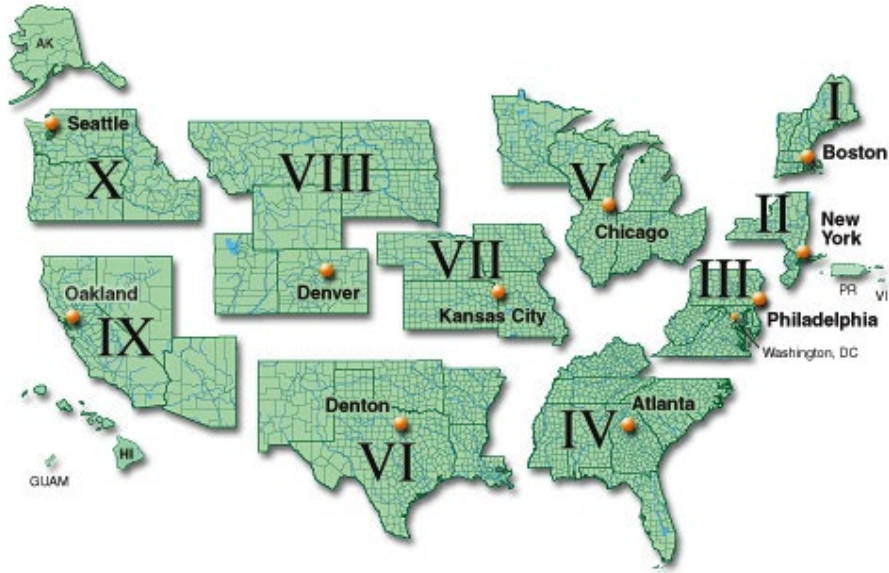 AK
Seattle
X
VIII
V
I
Boston
II
New
York
Chicago
VII
Denver
Kansas City
III
PR
VI
Philadelphia
Washington, DC
Oakland
IX
Denton
VI
IV
Atlanta
HI
GUAM